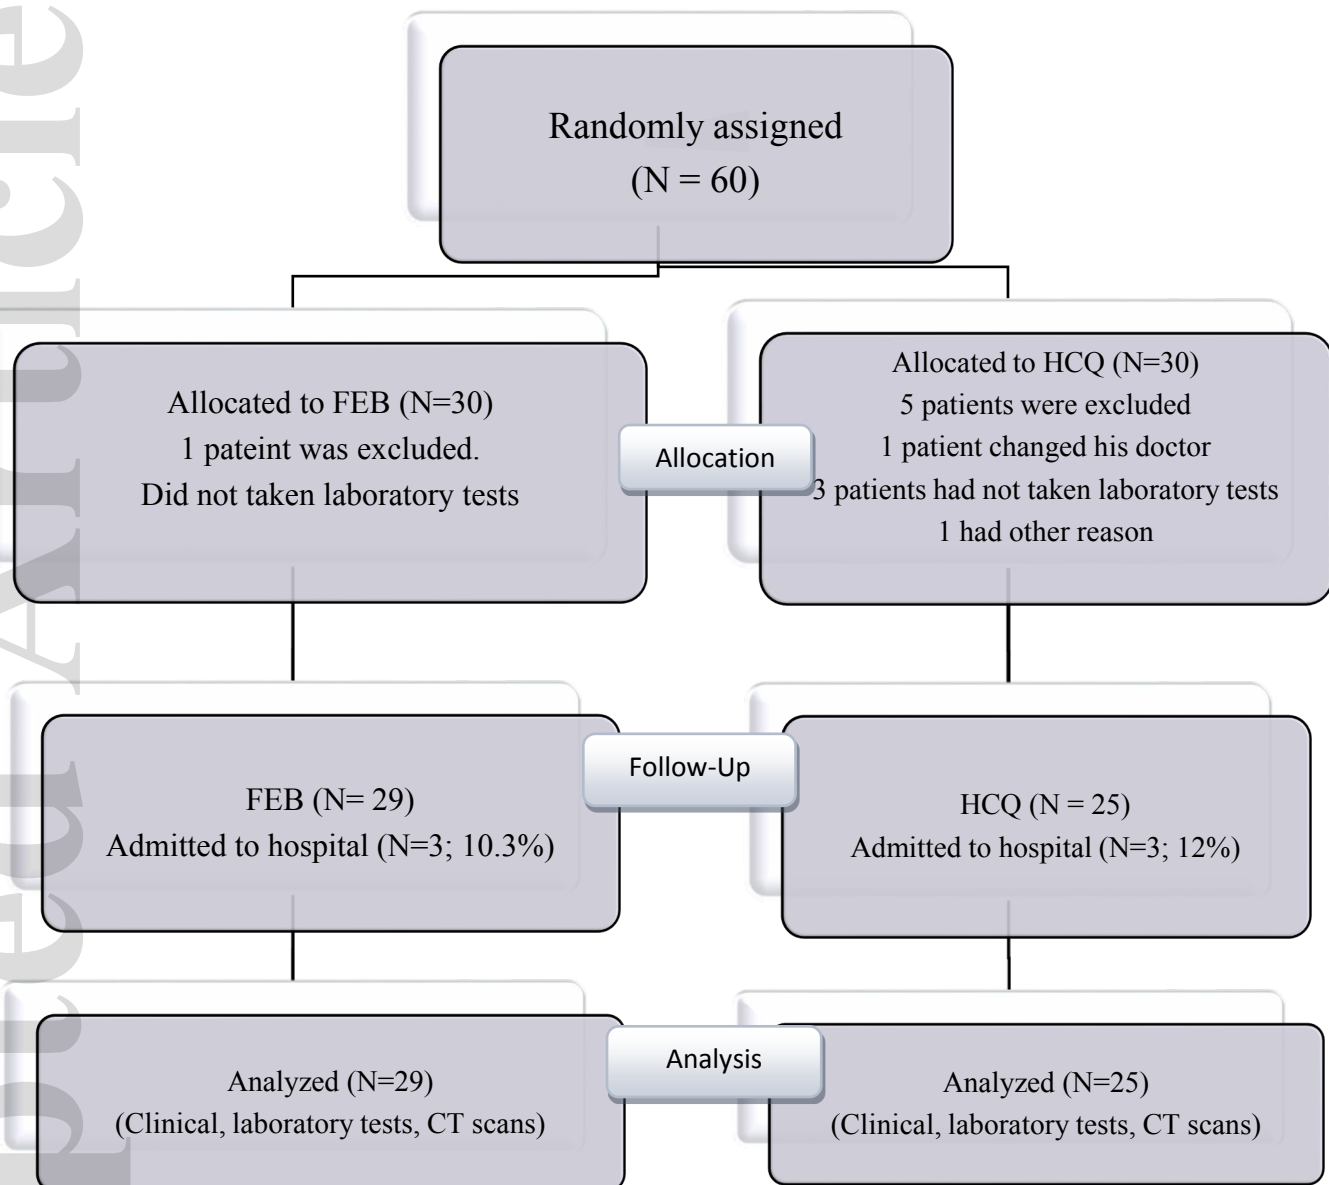 Randomly assigned
(N = 60)
Allocated to FEB (N=30)
1 pateint was excluded.
Did not taken laboratory tests
Allocation
Allocated to HCQ (N=30)
5 patients were excluded
1 patient changed his doctor
3 patients had not taken laboratory tests
1 had other reason
FEB (N= 29)
Admitted to hospital (N=3; 10.3%)
Follow-Up
HCQ (N = 25)
Admitted to hospital (N=3; 12%)
Analyzed (N=29)
(Clinical, laboratory tests, CT scans)
Analysis
Analyzed (N=25)
(Clinical, laboratory tests, CT scans)
pted Article